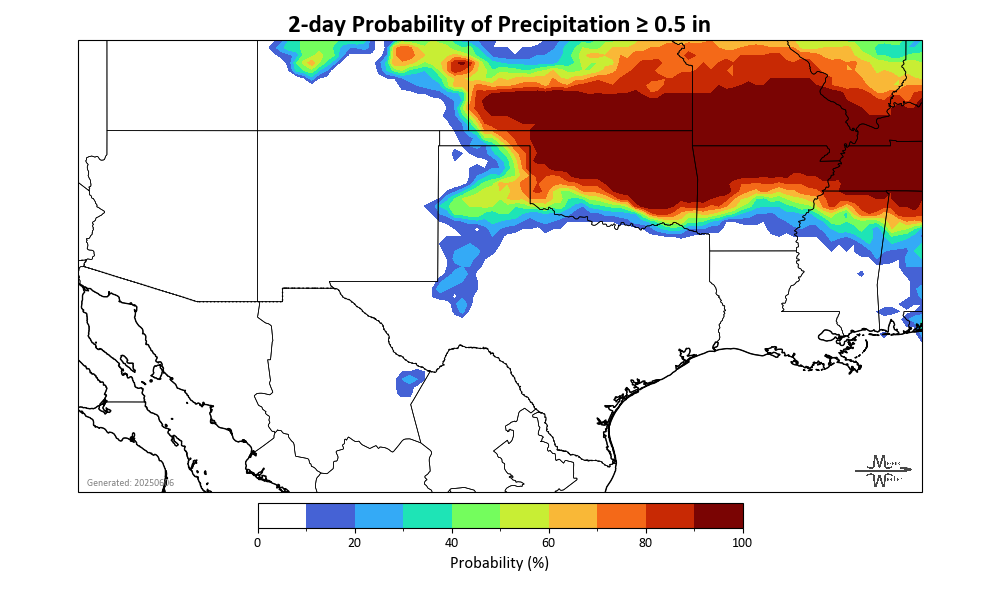 2-day Probability of Precipitation ≥ 0.5 in
Generated: 20250606
0 20 40 60 80 100
Probability (%)